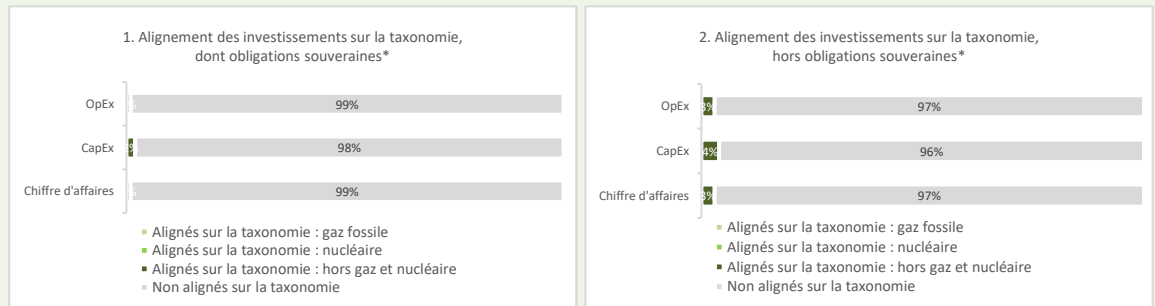 1. Alignement des investissements sur la taxonomie,
dont obligations souveraines*
OpEx
99%
CapEx
98%
Chiffre d'affaires
99%
Alignés sur la taxonomie : gaz fossile
Alignés sur la taxonomie : nucléaire
Alignés sur la taxonomie : hors gaz et nucléaire
Non alignés sur la taxonomie
2. Alignement des investissements sur la taxonomie,
hors obligations souveraines*
OpEx
3%
97%
CapEx
4%
96%
Chiffre d'affaires
3%
97%
Alignés sur la taxonomie : gaz fossile
Alignés sur la taxonomie : nucléaire
Alignés sur la taxonomie : hors gaz et nucléaire
Non alignés sur la taxonomie